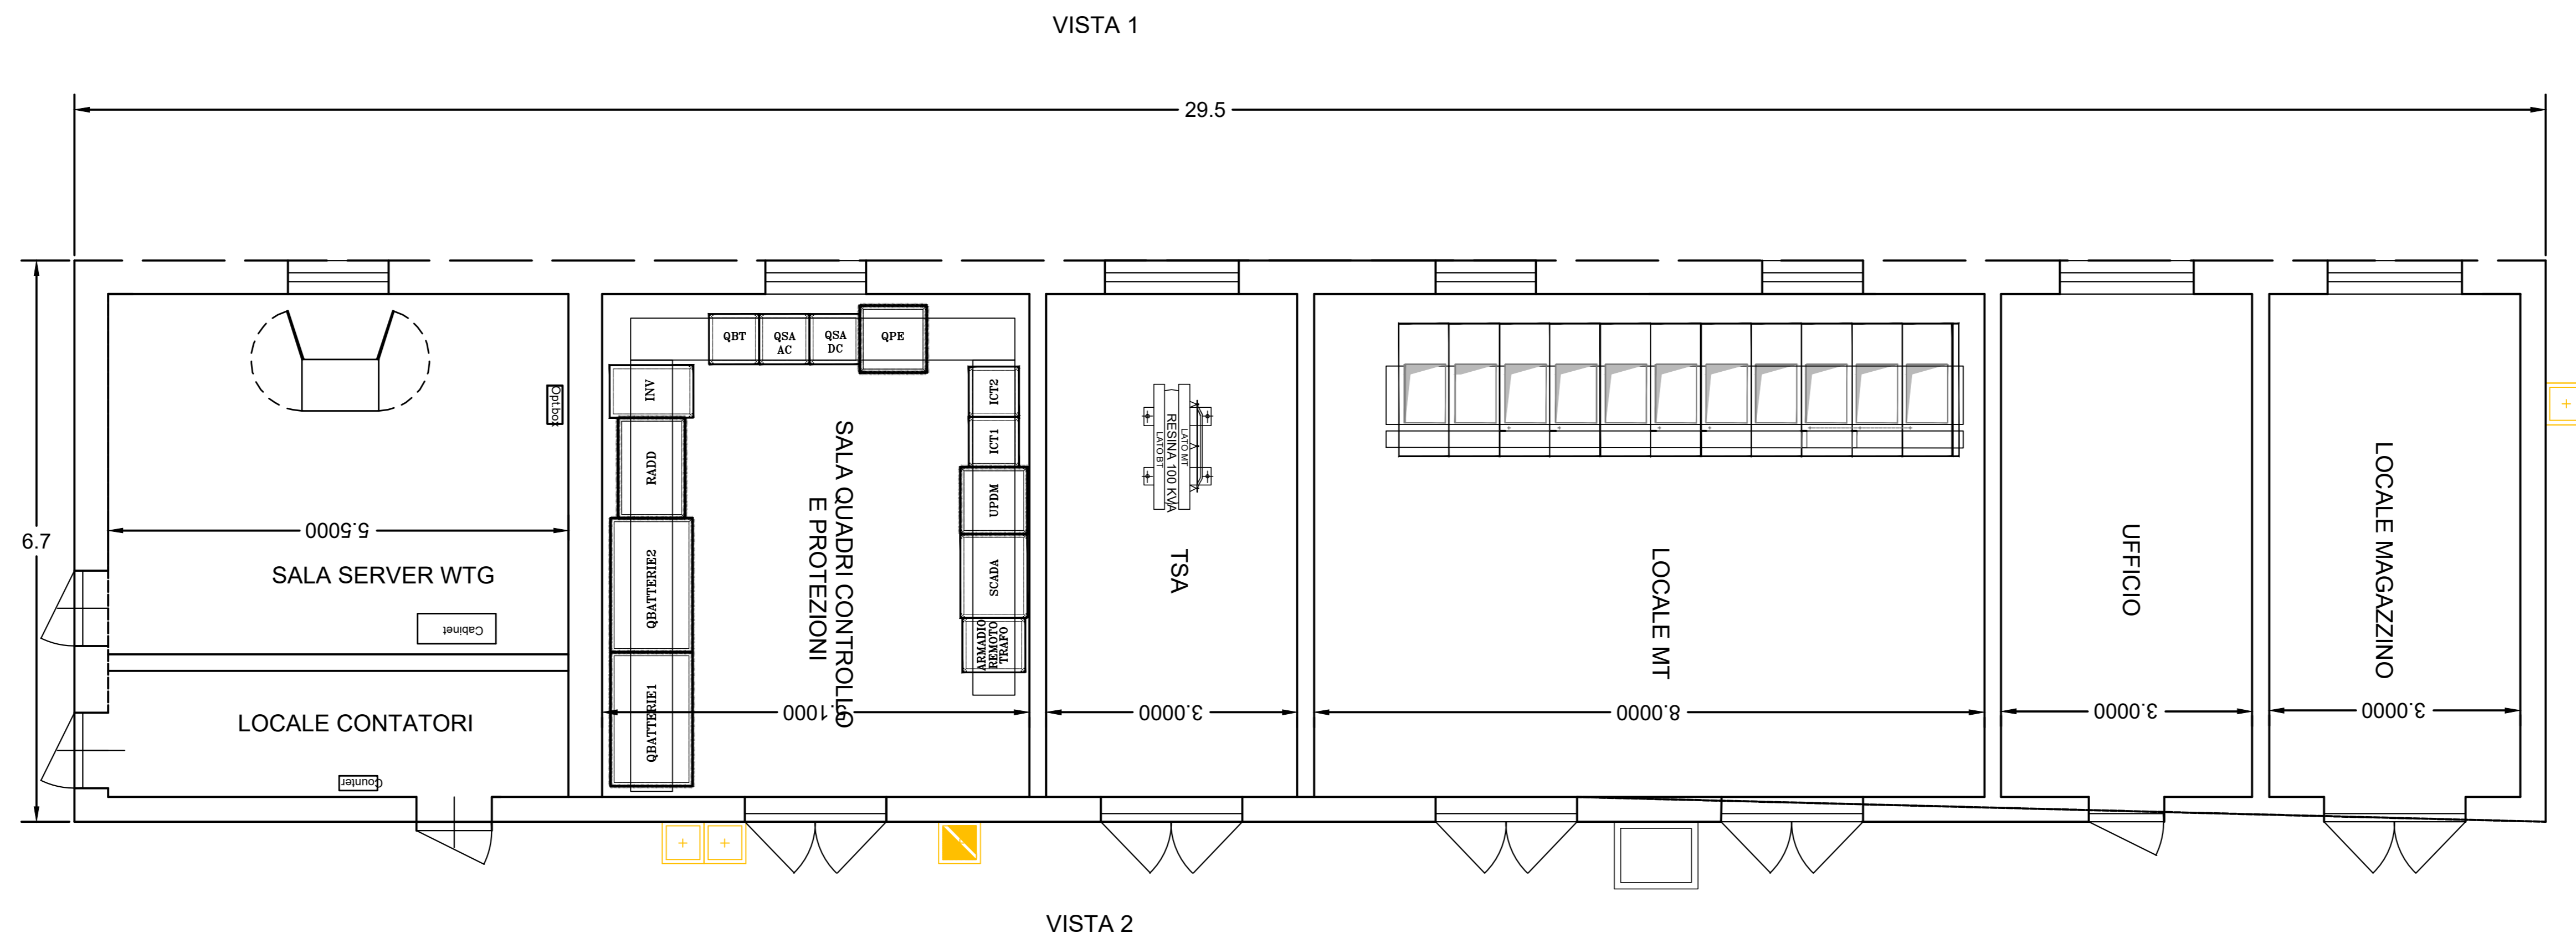 VISTA 1
29.5
6.7
QBT
QSA
AC
QSA
DC
QPE
INV
RADD
QBATTERIE2
QBATTERIE1
ICT2
ICT1
UPDM
SCADA
ARMADIO
REMOTO
TRAFO
Opt.box
5.5000
SALA SERVER WTG
Cabinet
LOCALE CONTATORI
Counter
SALA QUADRI CONTROLLO
E PROTEZIONI
5.1000
LATO MT
RESINA 100 KVA
LATO BT
TSA
3.0000
LOCALE MT
8.0000
UFFICIO
3.0000
LOCALE MAGAZZINO
3.0000
VISTA 2